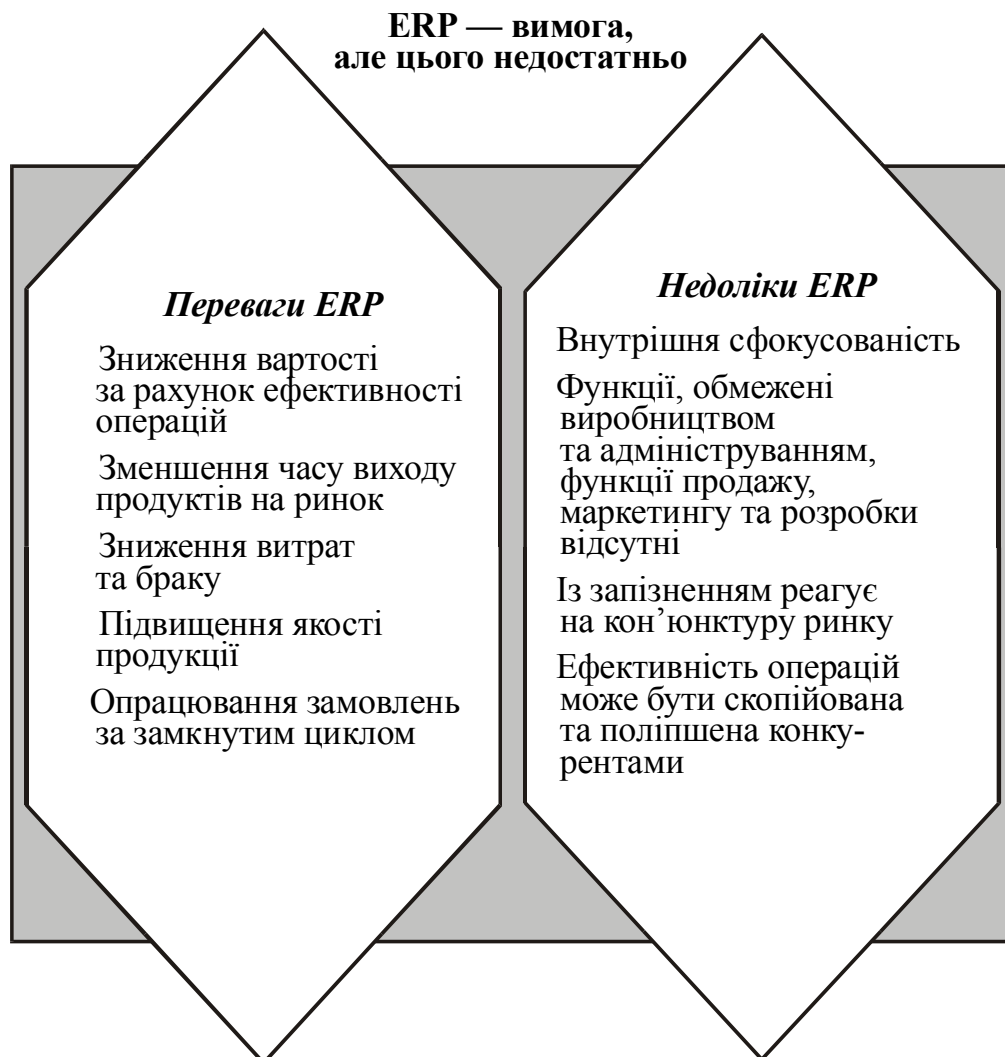 ERP — вимога,
але цього недостатньо
Переваги ERP
Зниження вартості
за рахунок ефективності
операцій
Зменшення часу виходу
продуктів на ринок
Зниження витрат
та браку
Підвищення якості
продукції
Опрацювання замовлень
за замкнутим циклом
Недоліки ERP
Внутрішня сфокусованість
Функції, обмежені
виробництвом
та адмініструванням,
функції продажу,
маркетингу та розробки
відсутні
Із запізненням реагує
на кон’юнктуру ринку
Ефективність операцій
може бути скопійована
та поліпшена конку-
рентами